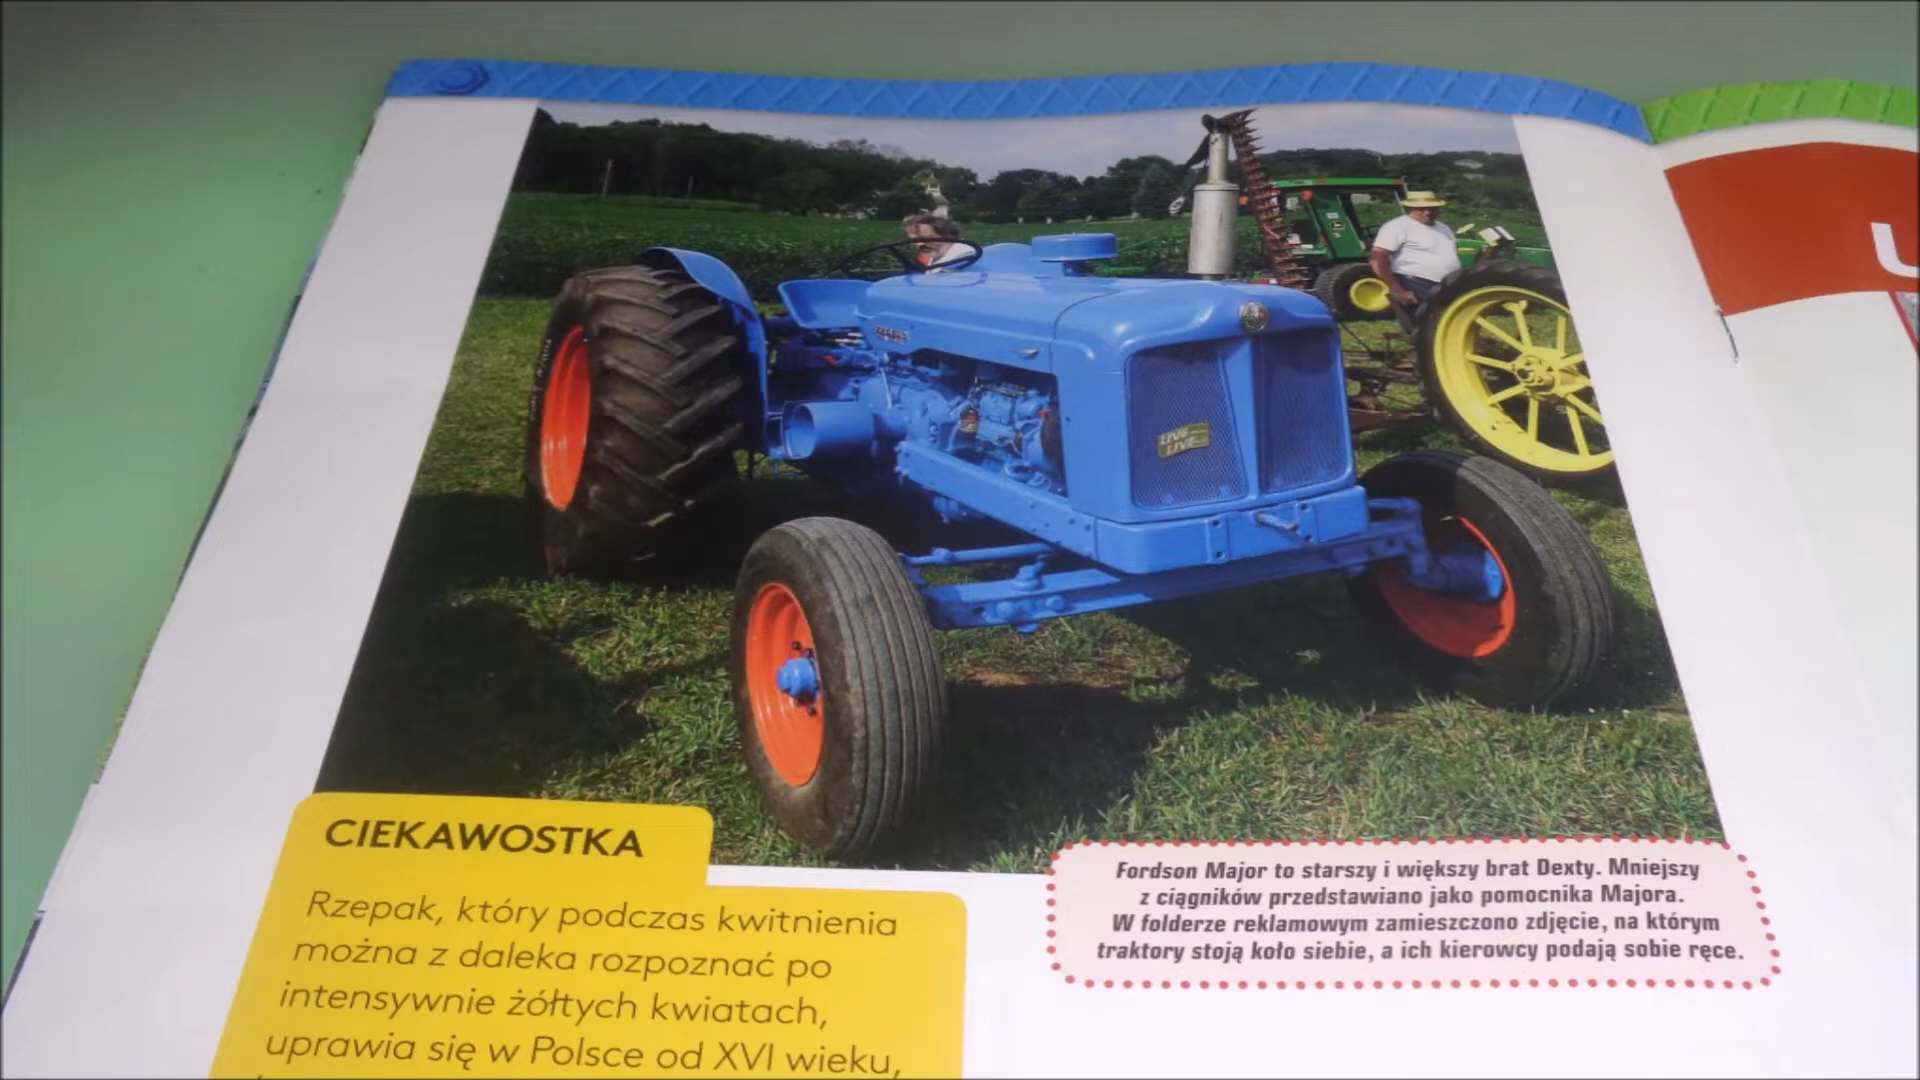 LIVE
LIVE
CIEKAWOSTKA
Rzepak, który podczas kwitnienia
można z daleka rozpoznać po
intensywnie żółtych kwiatach,
uprawia się w Polsce od XVI wieku,
Fordson Major to starszy i większy brat Dexty. Mniejszy
z ciągników przedstawiano jako pomocnika Majora.
W folderze reklamowym zamieszczono zdjęcie, na którym
traktory stoją koło siebie, a ich kierowcy podają sobie ręce.
U